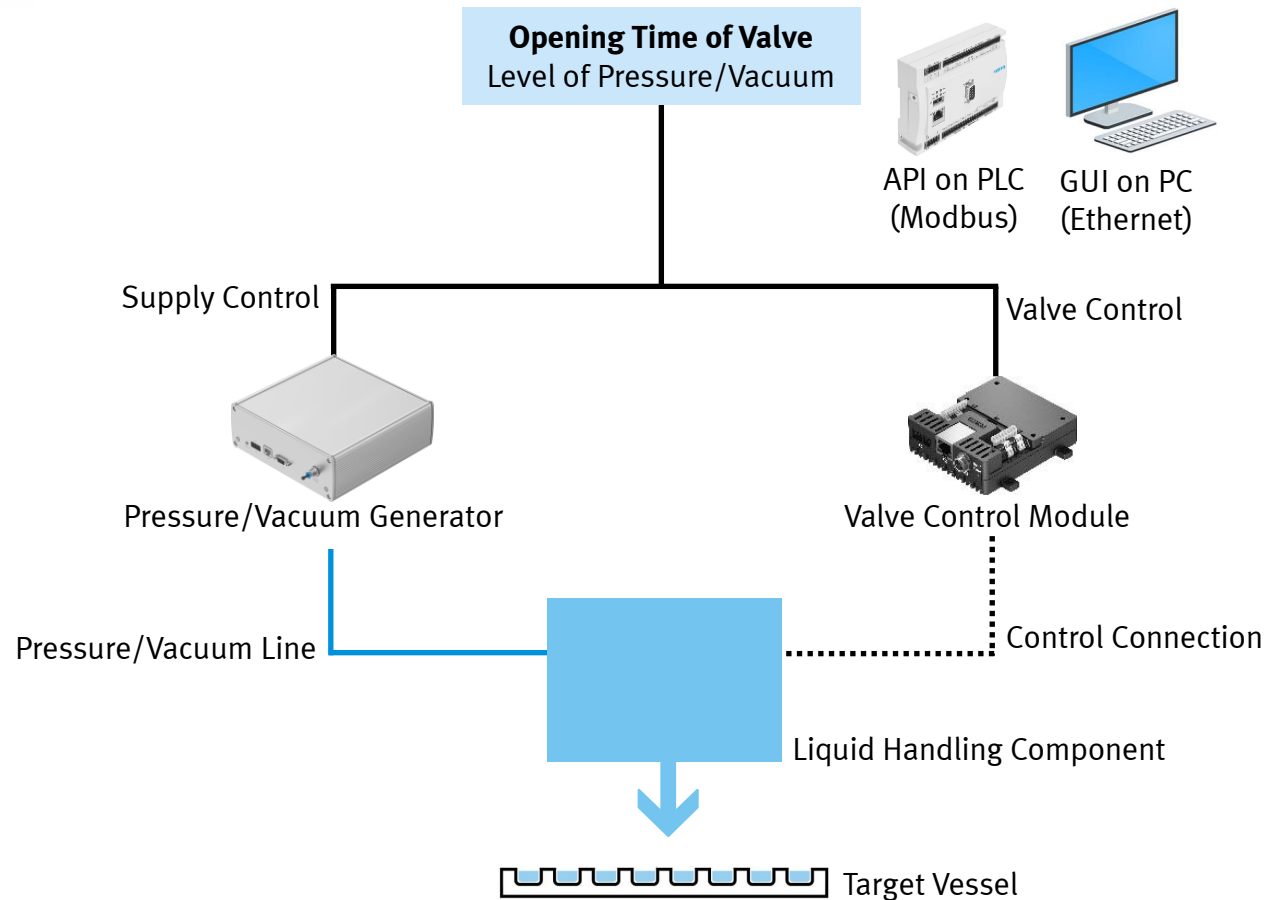 Opening Time of Valve
Level of Pressure/Vacuum
API on PLC
(Modbus)
GUI on PC
(Ethernet)
Supply Control
Valve Control
Pressure/Vacuum Generator
Valve Control Module
Pressure/Vacuum Line
Control Connection
Liquid Handling Component
Target Vessel